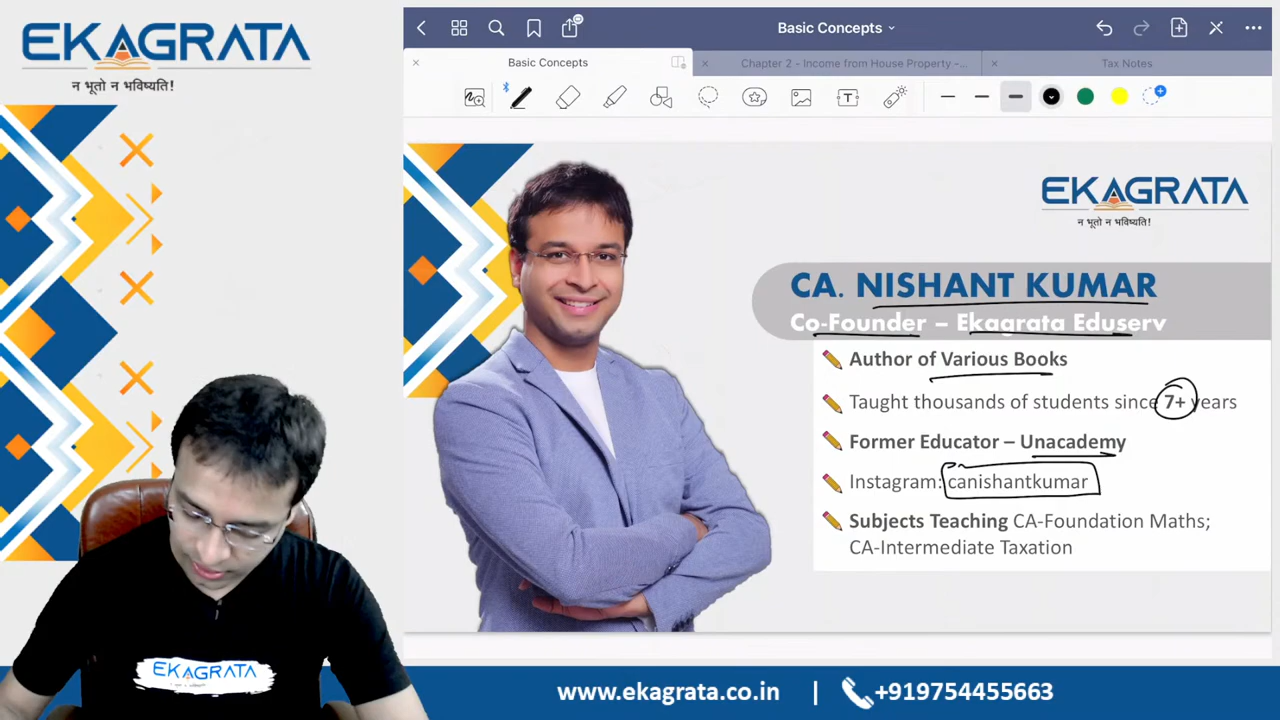 EKAGRATA
न भूतो न भविष्यति!
Basic Concepts
Basic Concepts
Chapter 2 - Income from House Property -...
Tax Notes
T
EKAGRATA
न भूतो न भविष्यति!
CA. NISHANT KUMAR
Co-Founder – Ekagrata Eduserv
Author of Various Books
Taught thousands of students since 7+ years
Former Educator – Unacademy
Instagram: canishantkumar
Subjects Teaching CA-Foundation Maths;
CA-Intermediate Taxation
EKAGRATA
www.ekagrata.co.in | +919754455663